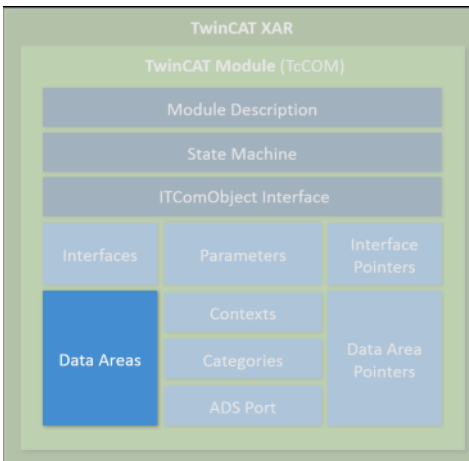 TwinCAT XAR
TwinCAT Module (TcCOM)
Module Description
State Machine
ITComObject Interface
Interfaces
Parameters
Interface
Pointers
Data Areas
Contexts
Categories
ADS Port
Data Area
Pointers